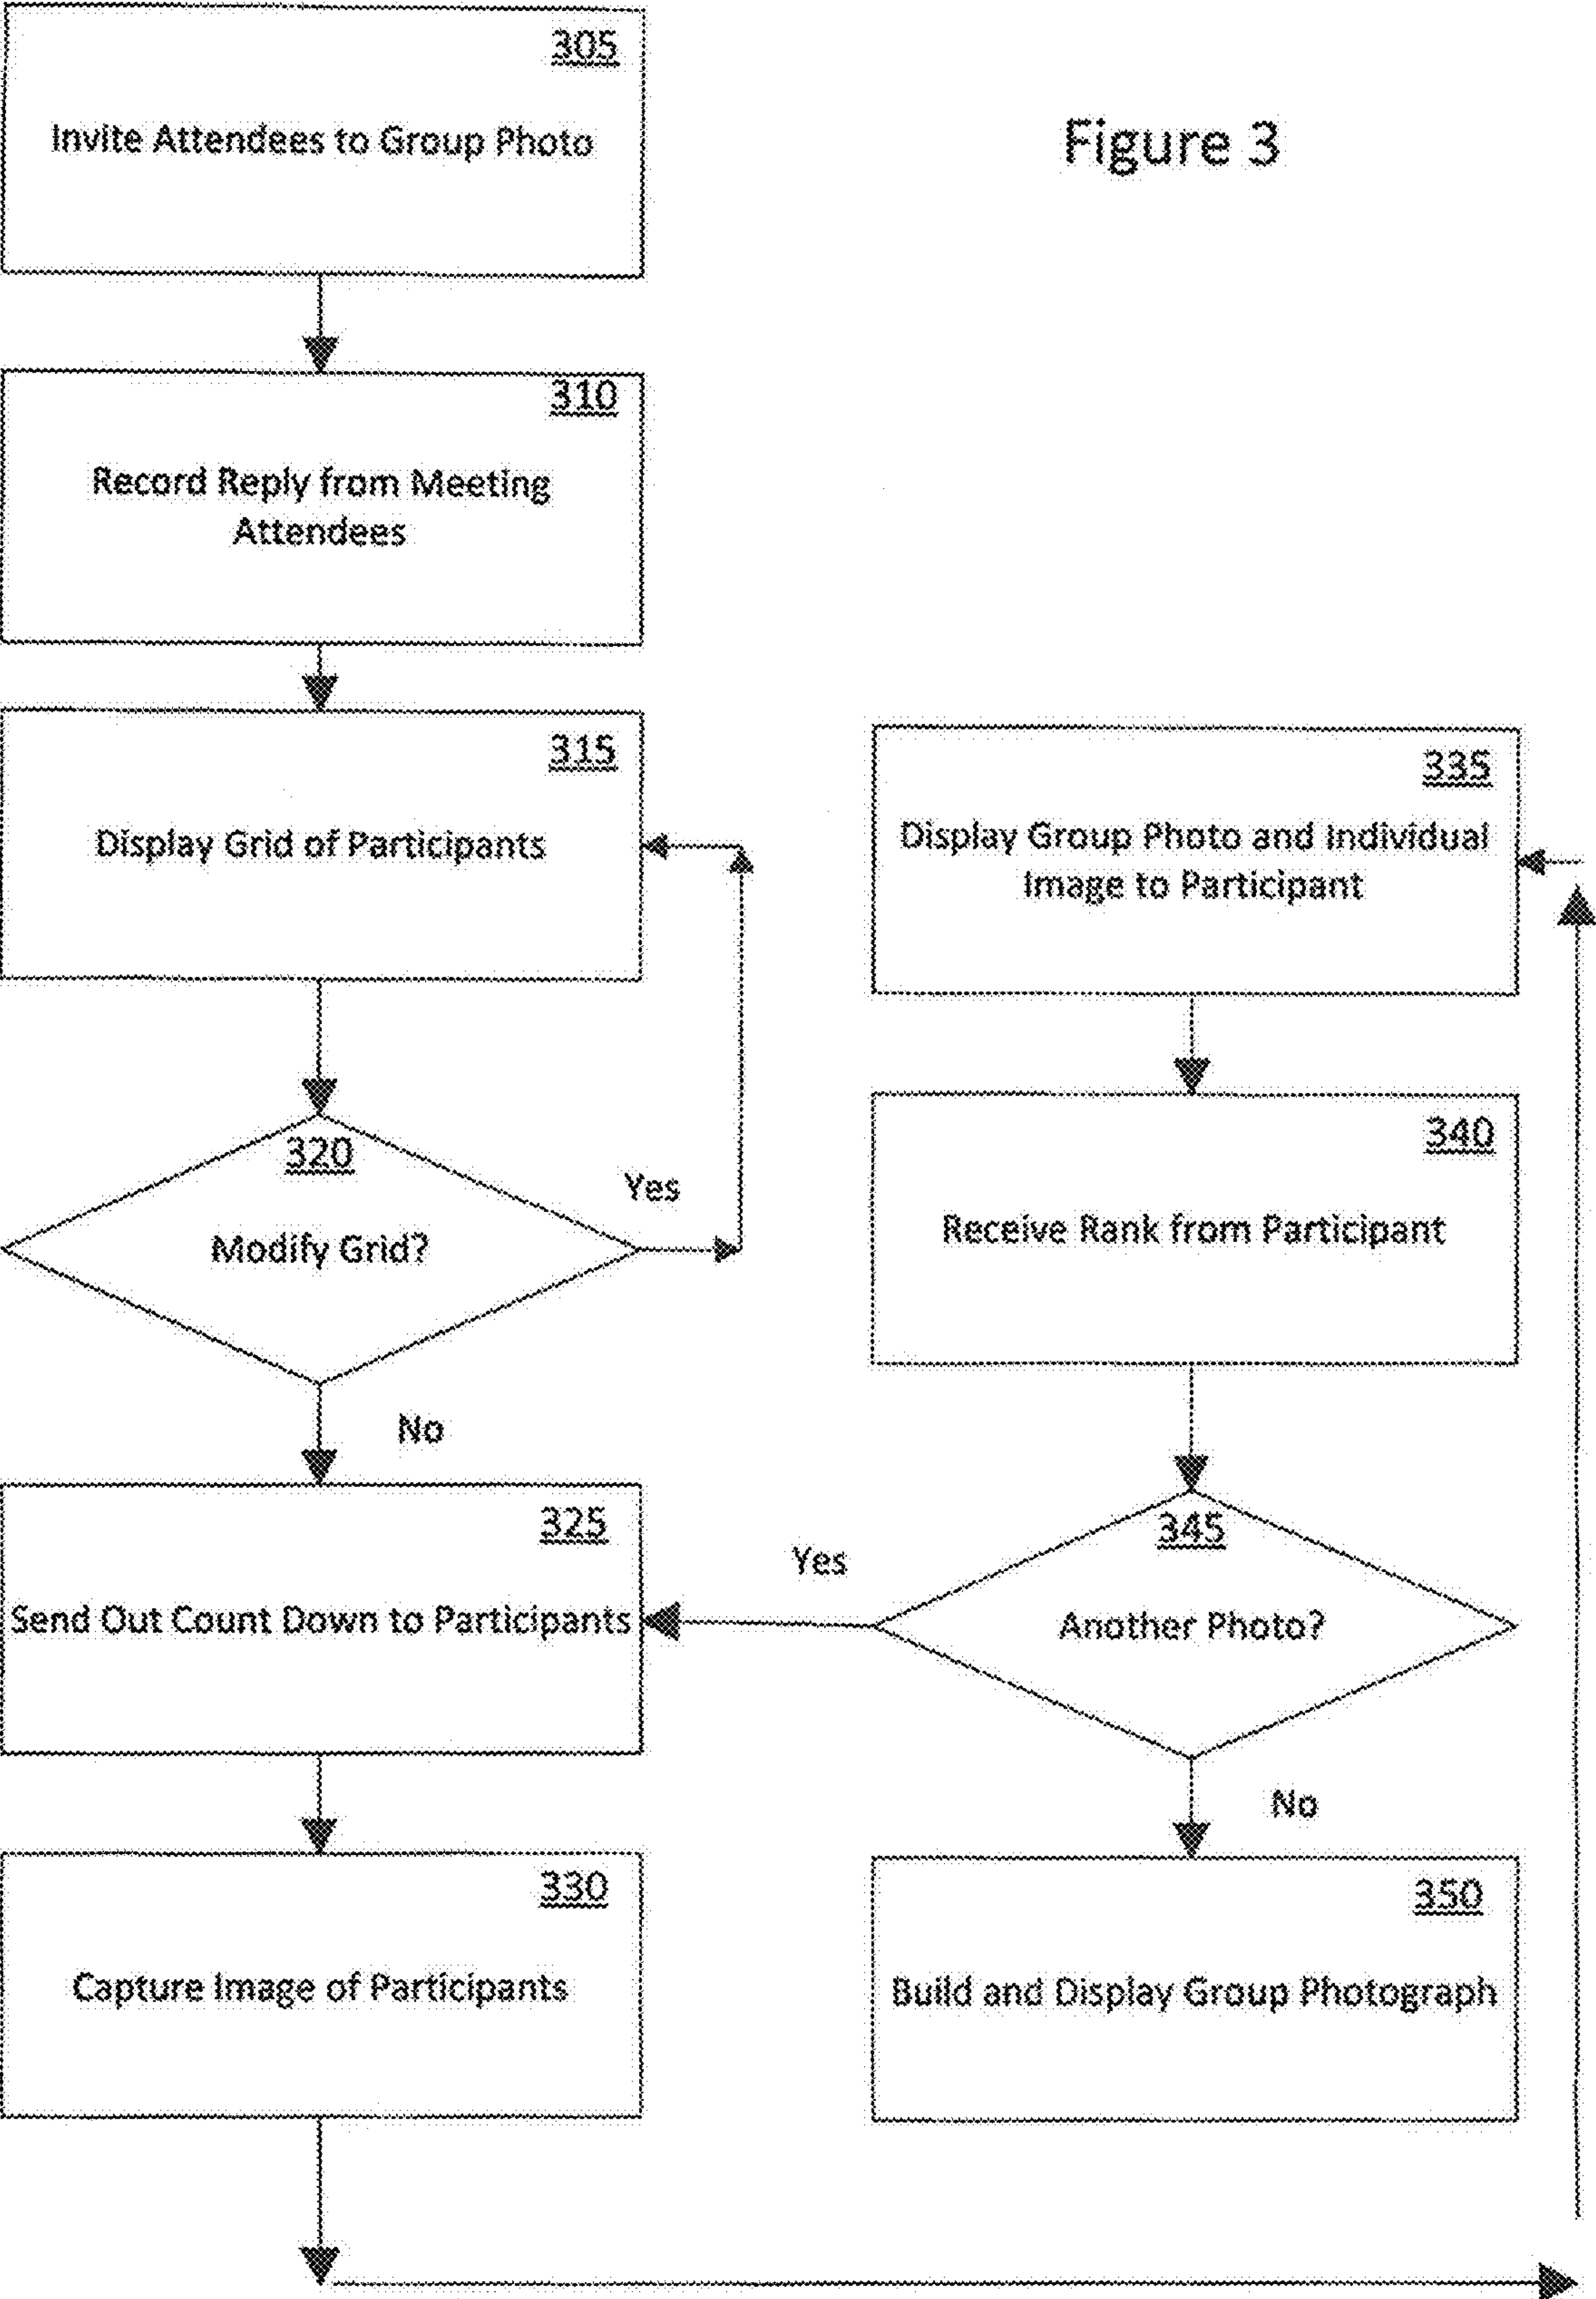 305
Invite Attendees to Group Photo
Figure 3
310
Record Reply from Meeting
Attendees
315
Display Grid of Participants
320
Modify Grid?
Yes
No
325
Send Out Count Down to Participants
330
Capture Image of Participants
335
Display Group Photo and Individual
Image to Participant
340
Receive Rank from Participant
345
Another Photo?
Yes
No
350
Build and Display Group Photograph